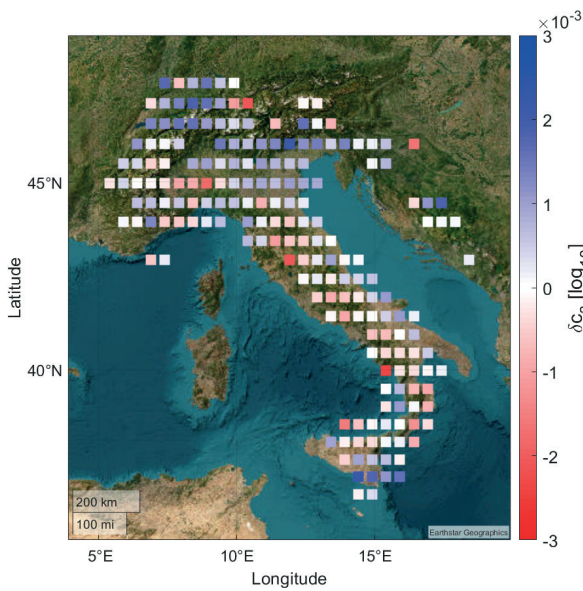 ×10⁻³
3
2
1
0
-1
-2
-3
δc₀ [log₁₀]
45°N
40°N
Latitude
200 km
100 mi
Earthstar Geographics
5°E
10°E
15°E
Longitude